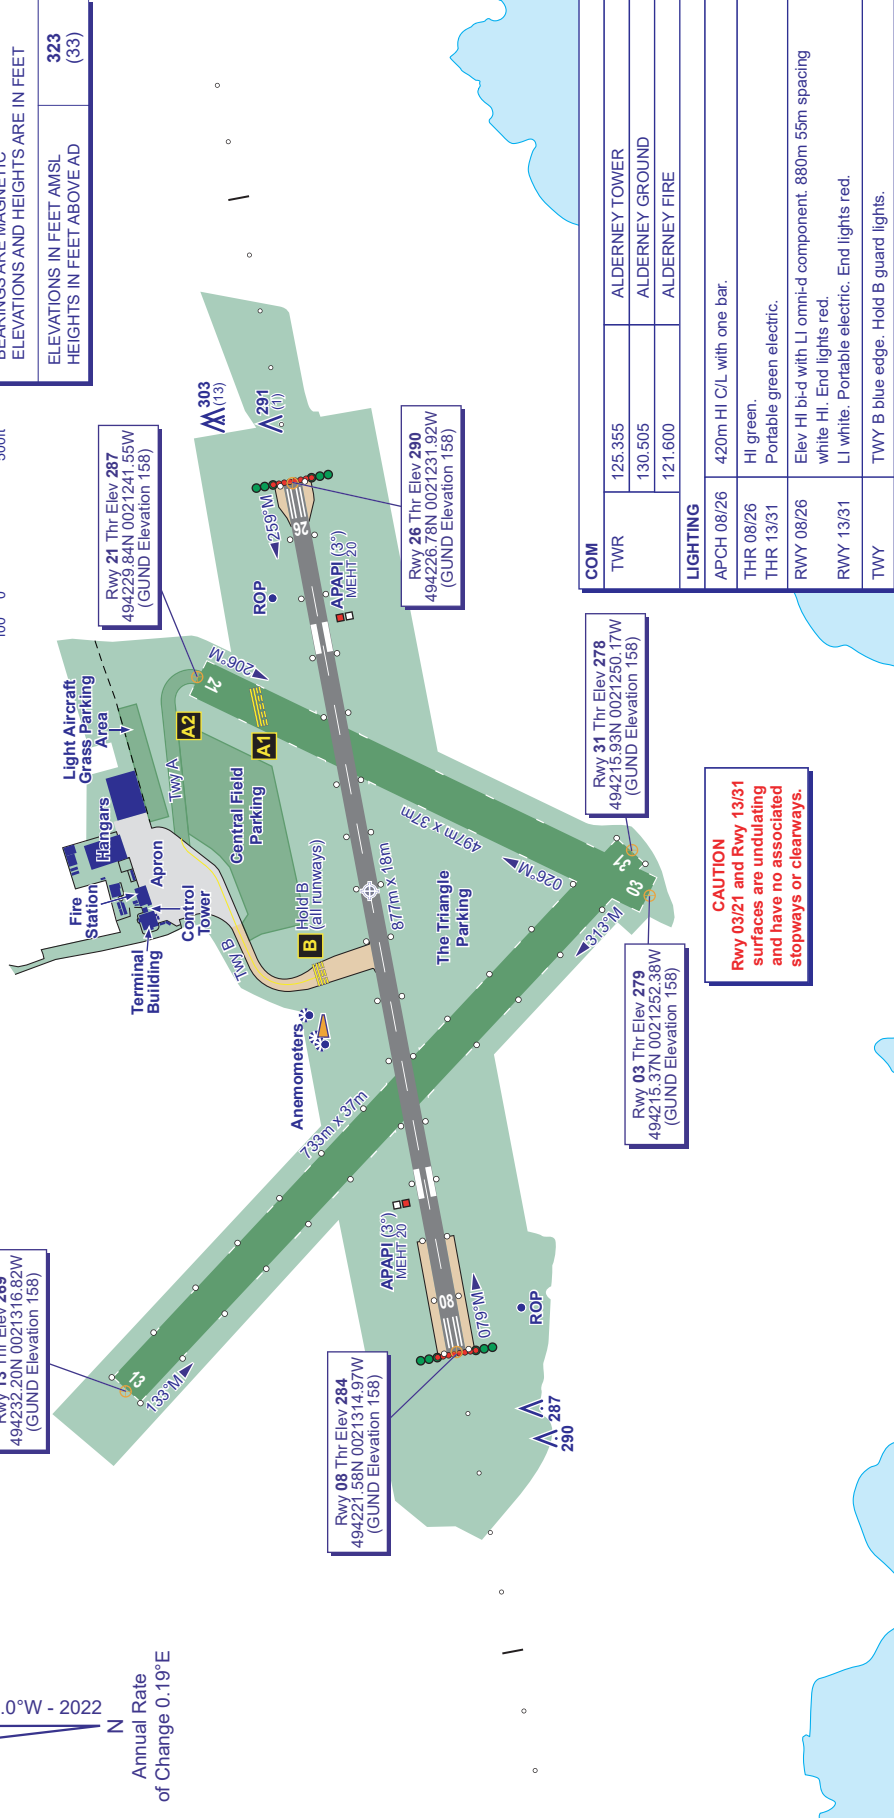 BEARINGS ARE MAGNETIC
ELEVATIONS AND HEIGHTS ARE IN FEET
ELEVATIONS IN FEET AMSL
HEIGHTS IN FEET ABOVE AD
323
(33)
100
0
300ft
.0°W - 2022
N
Annual Rate
of Change 0.19°E
Rwy 13 Thr Elev 269
494232.20N 0021316.82W
(GUND Elevation 158)
Rwy 21 Thr Elev 287
494229.84N 0021241.55W
(GUND Elevation 158)
303
(13)
291
(1)
Light Aircraft
Grass Parking
Area
Hangars
Fire
Station
Apron
Terminal
Building
Control
Tower
Twy A
A2
A1
Central Field
Parking
Twy B
Hold B
(all runways)
B
Anemometers
21
206°M
259°M
ROP
26
APAPI (3°)
MEHT 20
Rwy 26 Thr Elev 290
494226.78N 0021231.92W
(GUND Elevation 158)
13
133°M
733m x 37m
877m x 18m
497m x 37m
The Triangle
Parking
026°M
313°M
31
03
APAPI (3°)
MEHT 20
08
079°M
ROP
287
290
Rwy 08 Thr Elev 284
494221.58N 0021314.97W
(GUND Elevation 158)
Rwy 31 Thr Elev 278
494215.93N 0021250.17W
(GUND Elevation 158)
Rwy 03 Thr Elev 279
494215.37N 0021252.38W
(GUND Elevation 158)
CAUTION
Rwy 03/21 and Rwy 13/31
surfaces are undulating
and have no associated
stopways or clearways.
COM
TWR 125.355 ALDERNEY TOWER
130.505 ALDERNEY GROUND
121.600 ALDERNEY FIRE
LIGHTING
APCH 08/26 420m HI C/L with one bar.
THR 08/26 HI green.
THR 13/31 Portable green electric.
RWY 08/26 Elev HI bi-d with LI omni-d component. 880m 55m spacing
white HI. End lights red.
RWY 13/31 LI white. Portable electric. End lights red.
TWY TWY B blue edge. Hold B guard lights.